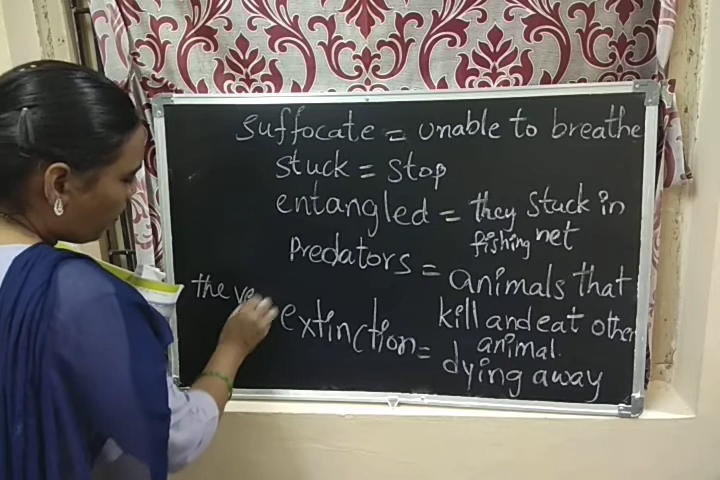 suffocate = unable to breathe
stuck = stop
entangled = they stuck in
fishing net
predators = animals that
kill and eat other
animal.
the
extinction = dying away